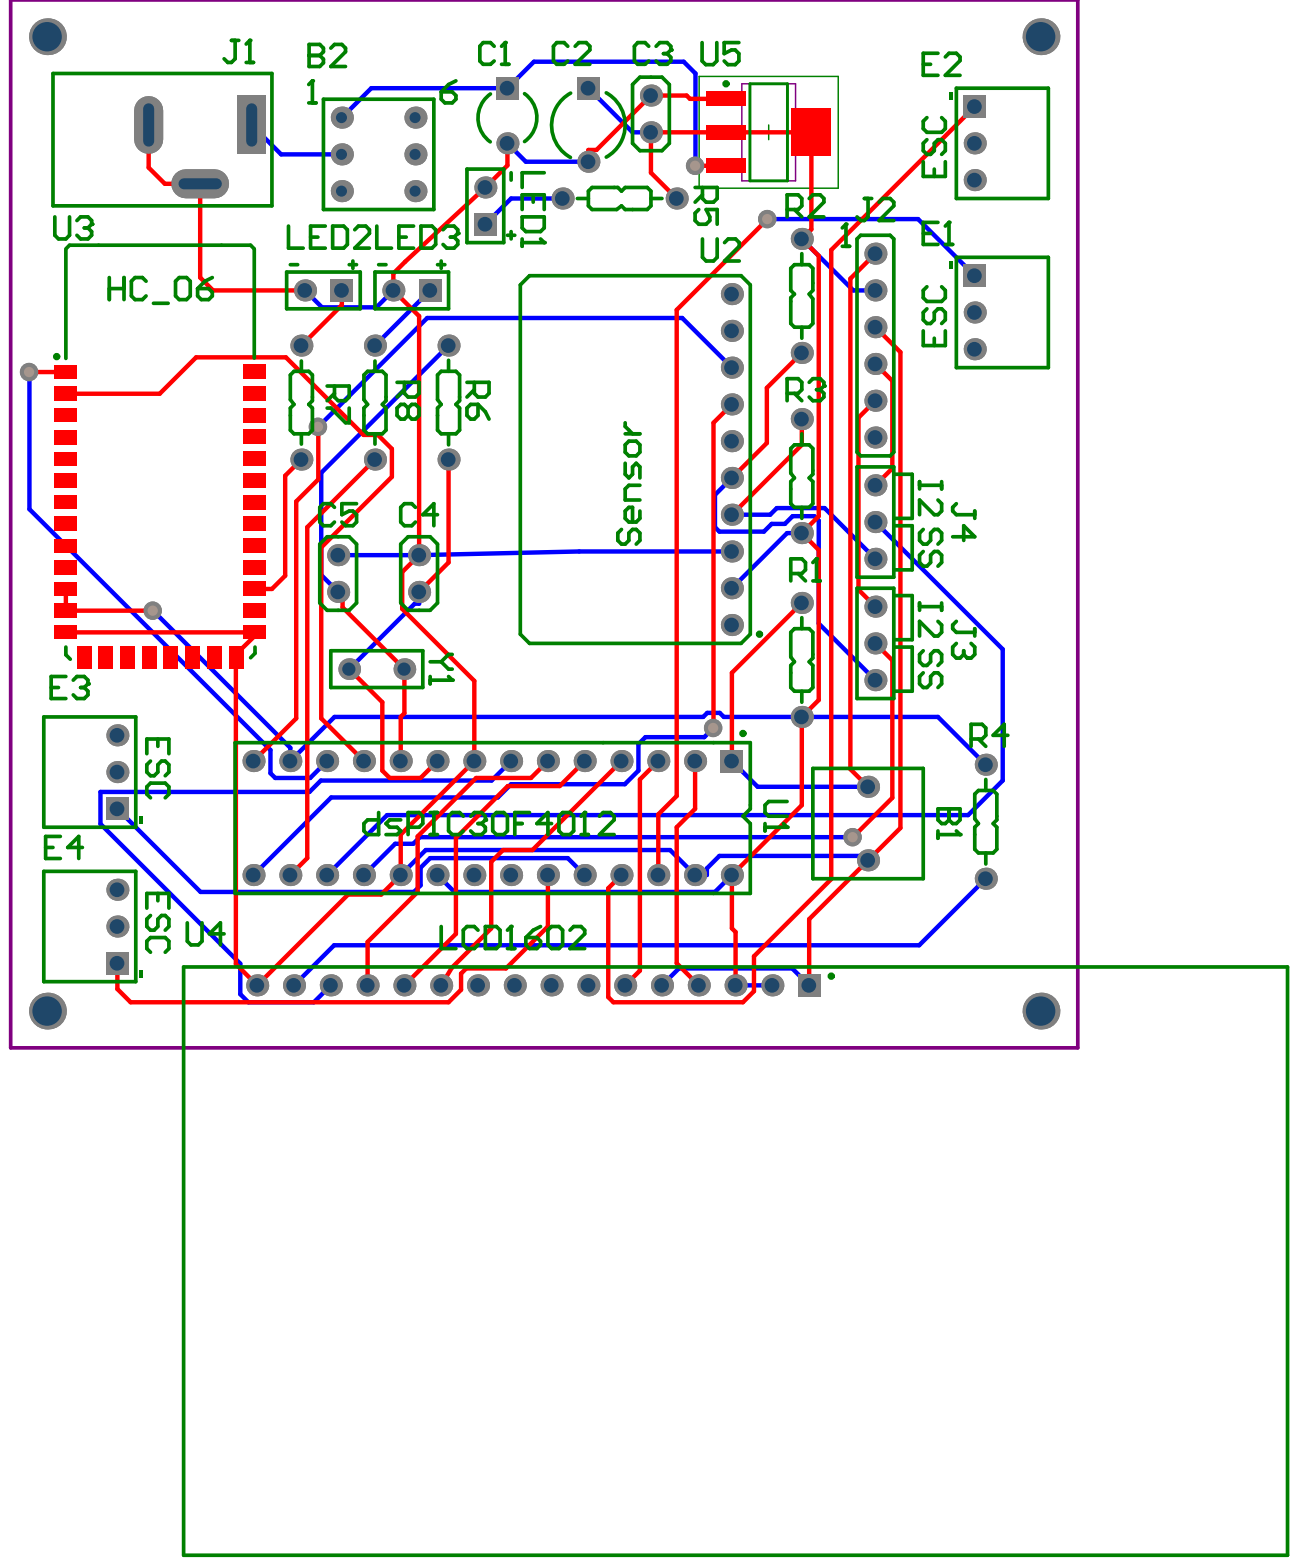 J1
B2
1
6
C1
C2
C3
U5
E2
ESC
U3
LED2
LED3
- +
- +
LED1
- +
R5
R2
J2
1
E1
ESC
U2
HC_06
R7
R8
R6
R3
Sensor
C5
C4
I2
SS
J4
R1
I2
SS
J3
Y1
E3
ESC
R4
dsPIC30F4012
U1
B1
E4
ESC
U4
LCD1602